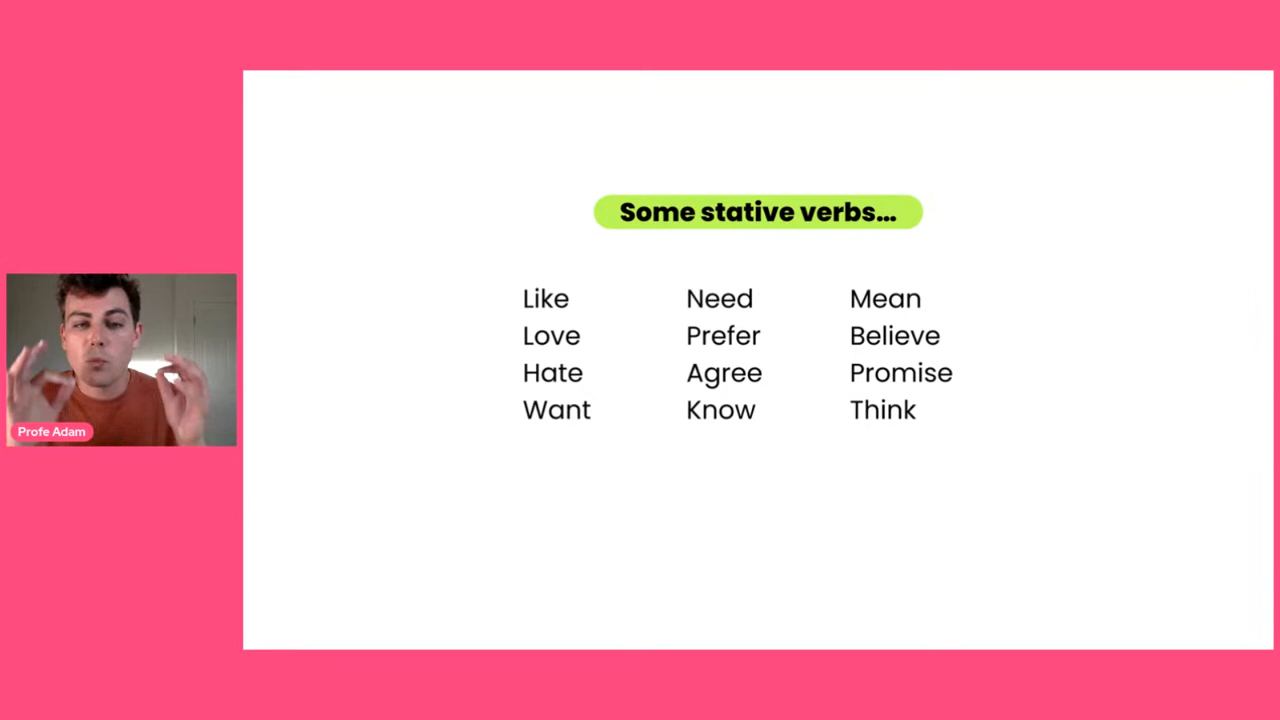 Some stative verbs...
Like
Love
Hate
Want
Need
Prefer
Agree
Know
Mean
Believe
Promise
Think
Profe Adam